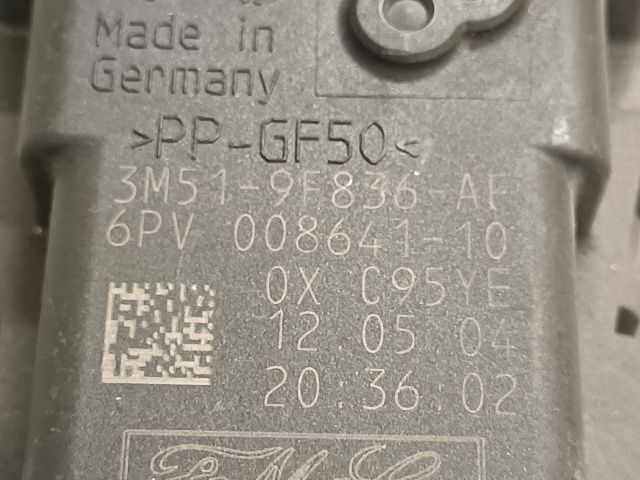 Made in
Germany
>PP-GF50<
3M51-9F836-AF
6PV 008641-10
0X C95YE
12.05.04
20.36.02
F M C